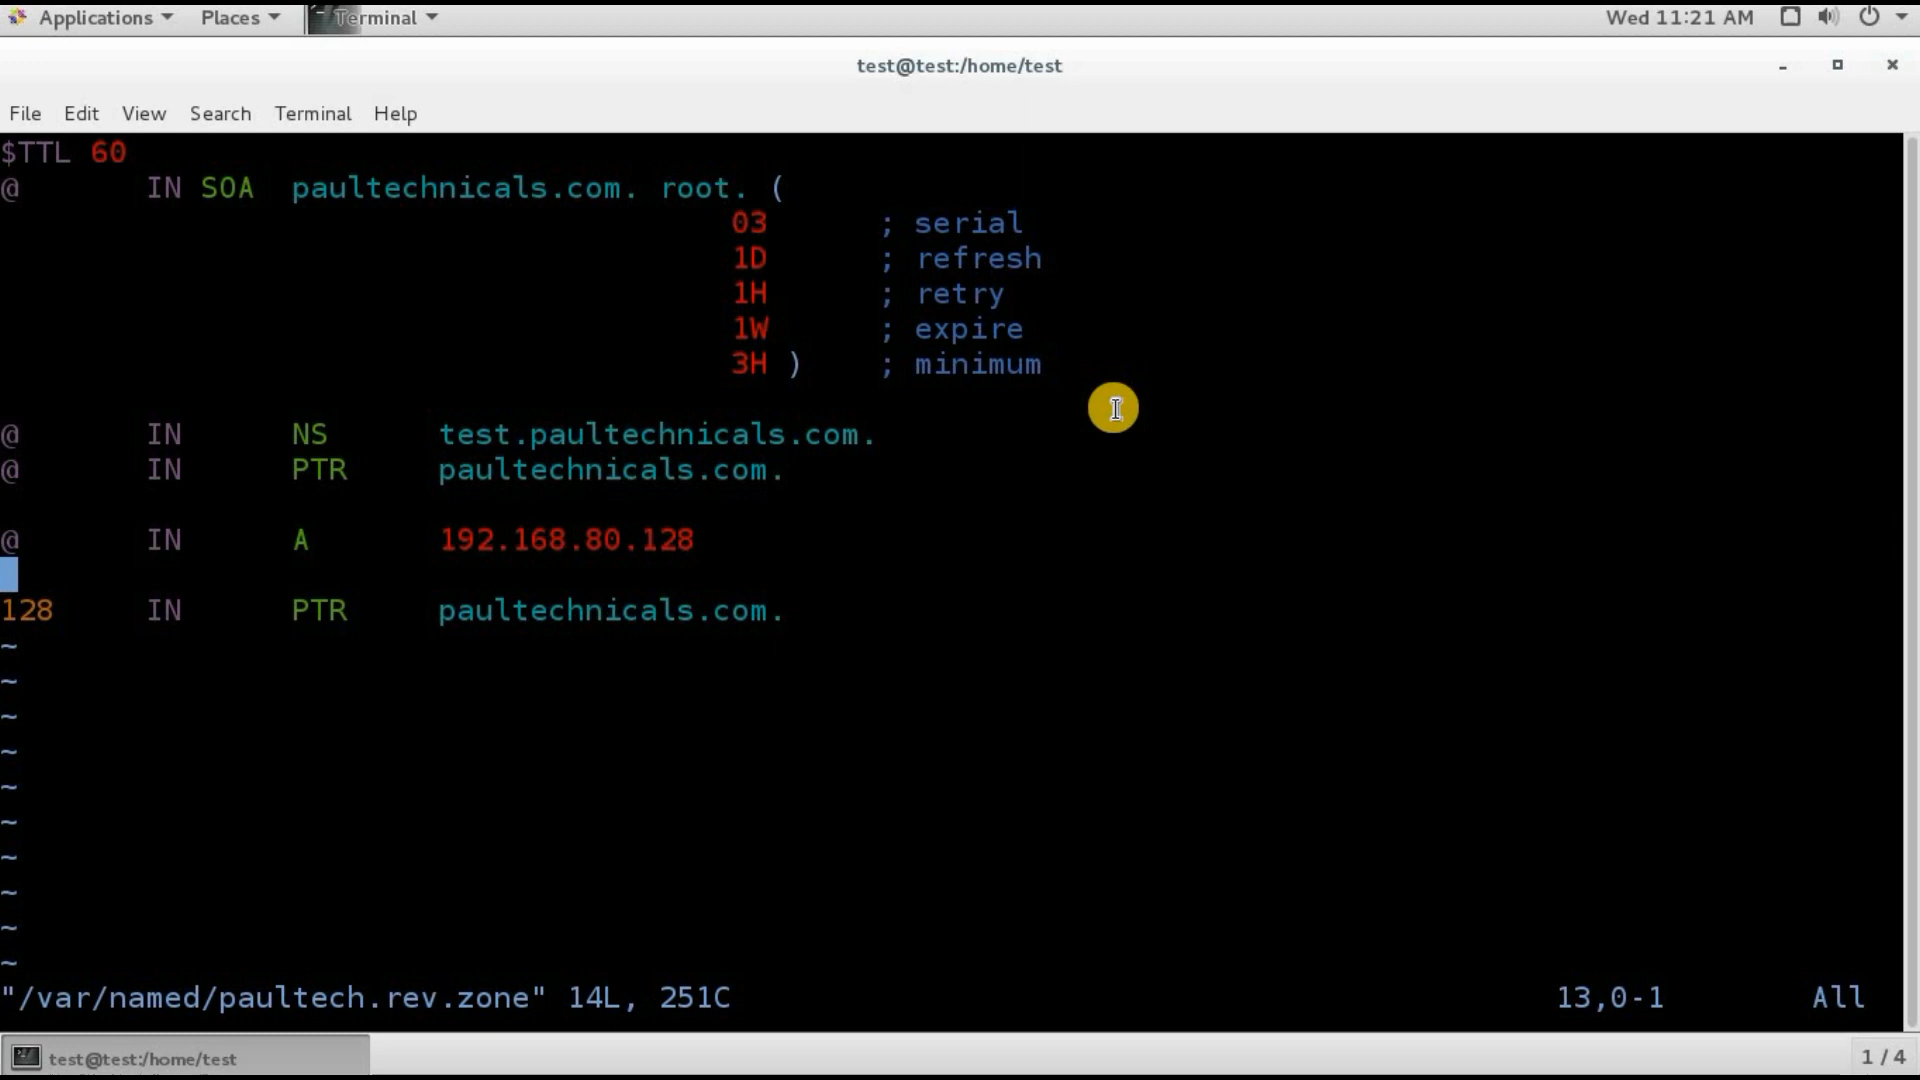 Applications Places Terminal Wed 11:21 AM
test@test:/home/test
File Edit View Search Terminal Help
$TTL 60
@ IN SOA paultechnicals.com. root. (
03 ; serial
1D ; refresh
1H ; retry
1W ; expire
3H ) ; minimum
@ IN NS test.paultechnicals.com.
@ IN PTR paultechnicals.com.
@ IN A 192.168.80.128
128 IN PTR paultechnicals.com.
~
~
~
~
~
~
~
~
~
~
"/var/named/paultech.rev.zone" 14L, 251C 13,0-1 All
test@test:/home/test 1 / 4